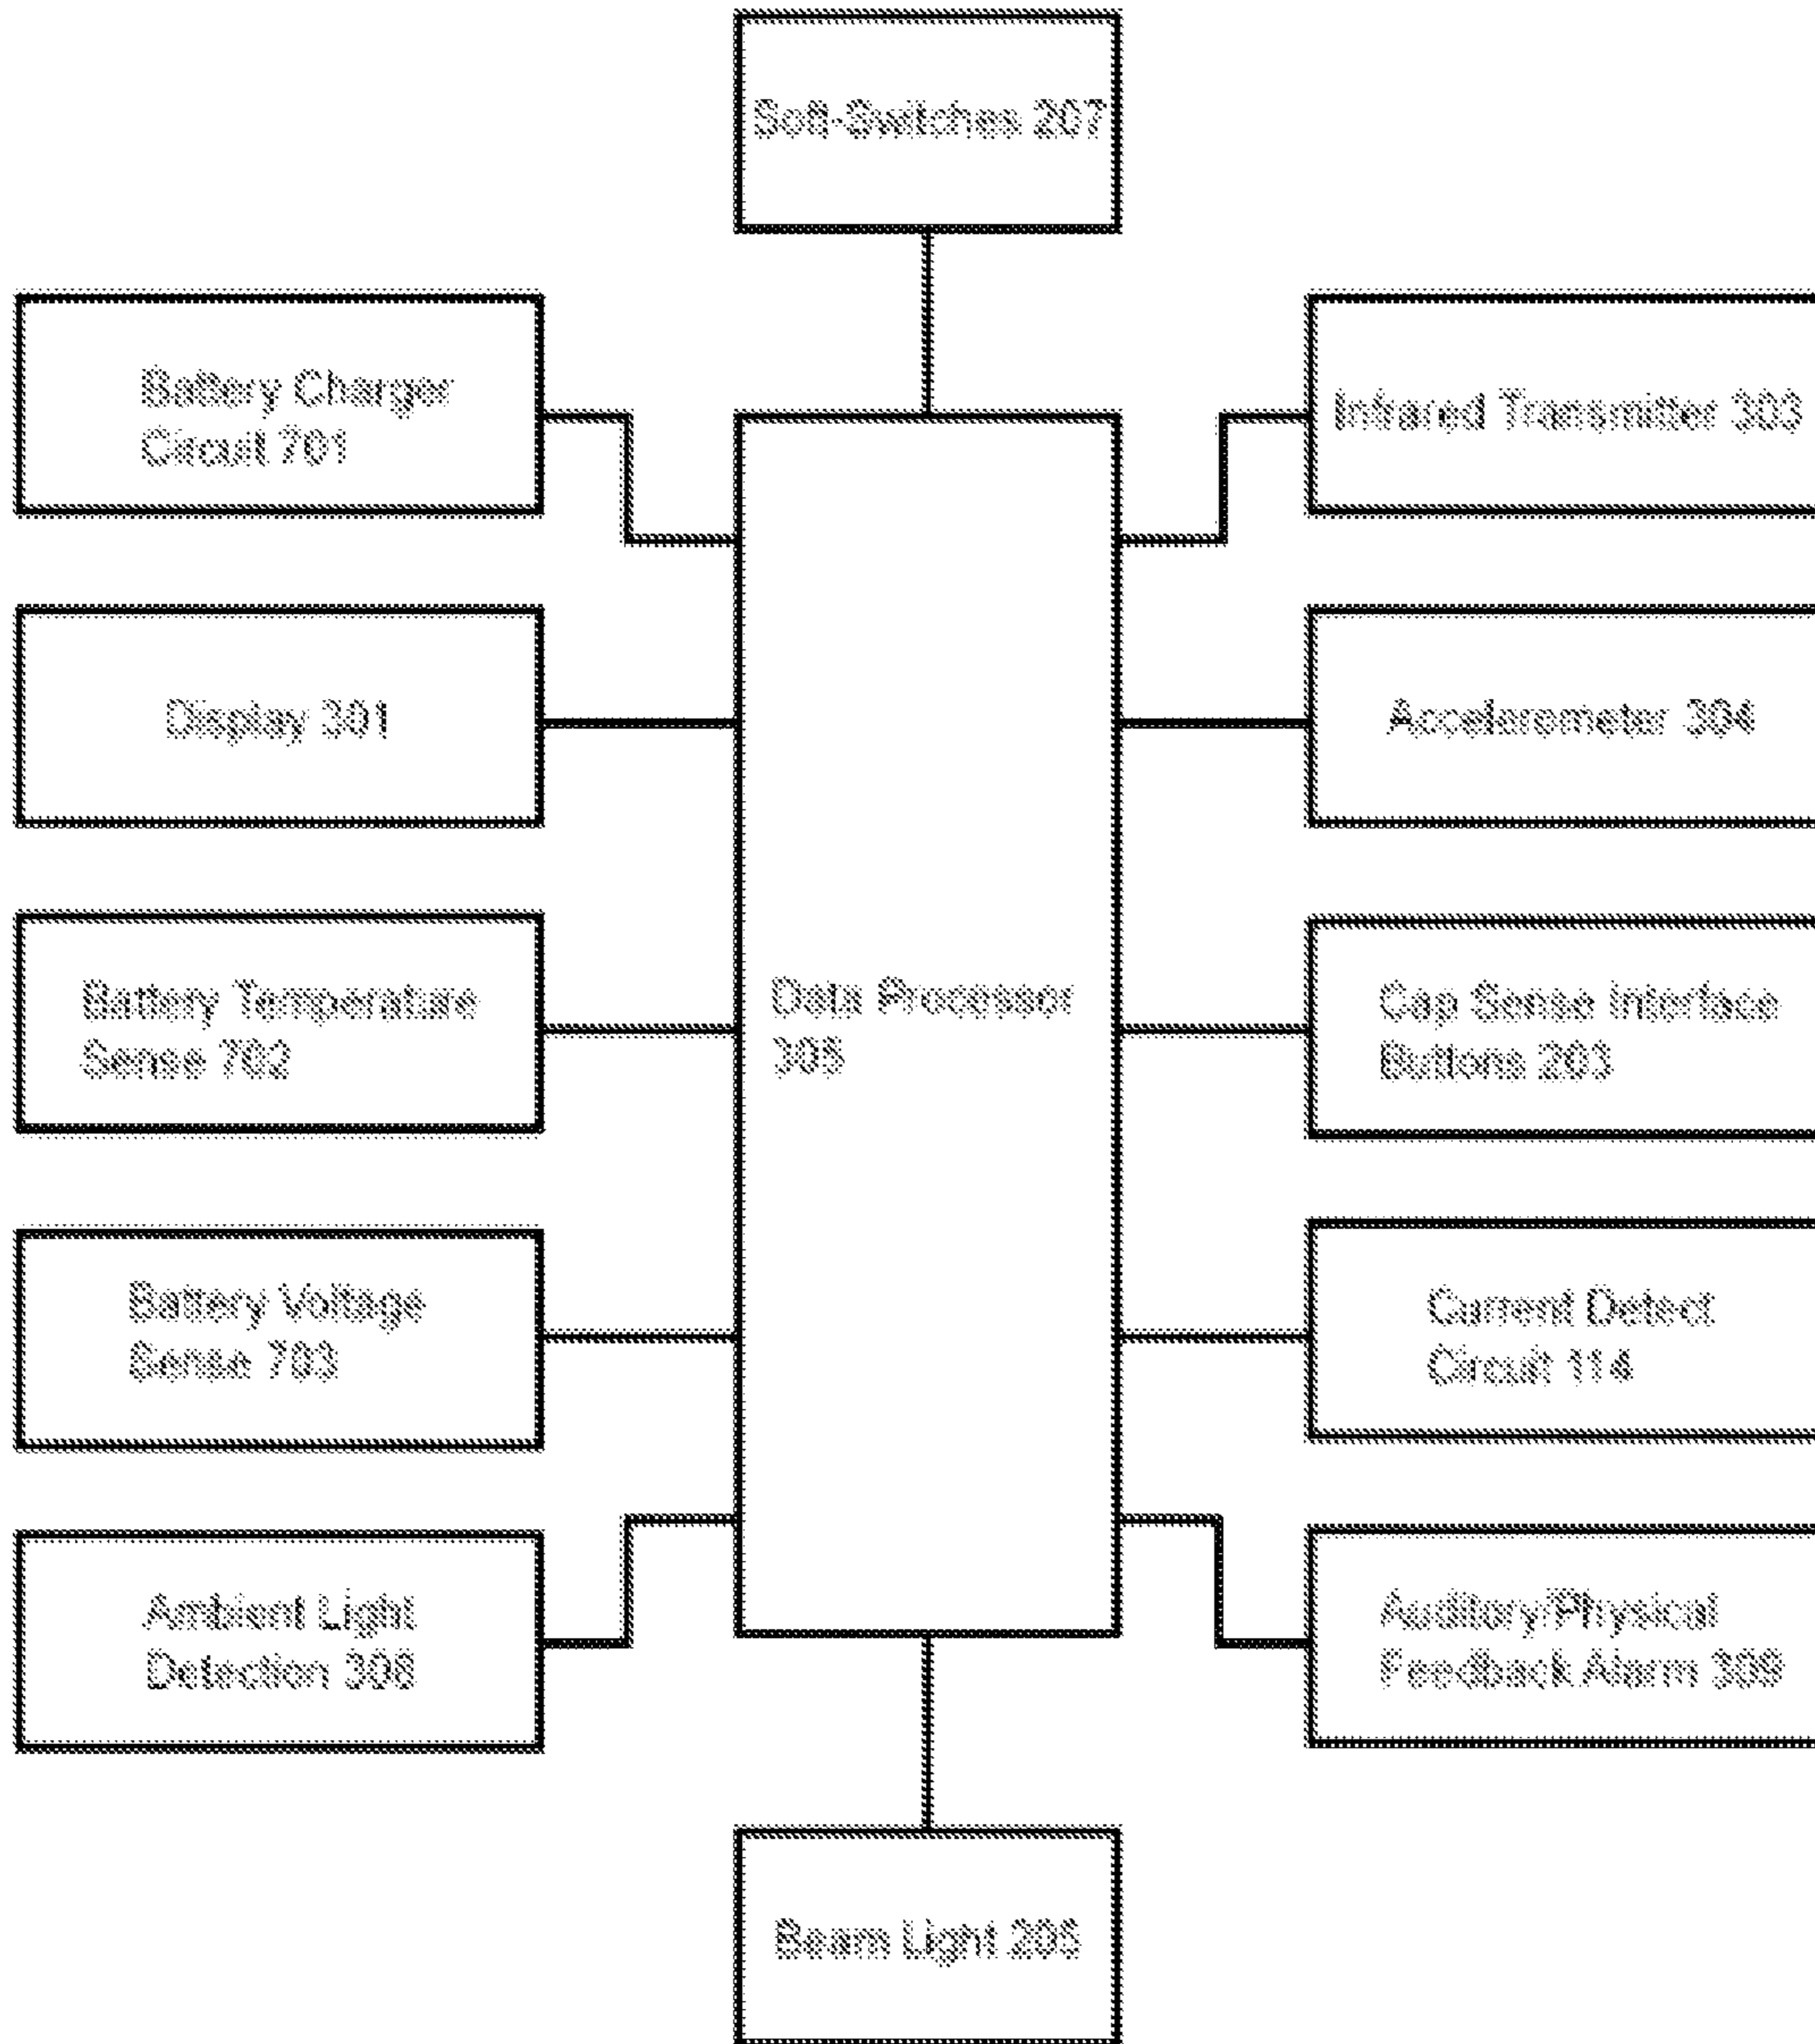 Soft-Switches 207
Battery Charger
Circuit 701
Infrared Transmitter 303
Display 301
Accelerometer 304
Battery Temperature
Sense 702
Data Processor
305
Cap Sense Interface
Buttons 203
Battery Voltage
Sense 703
Current Detect
Circuit 114
Ambient Light
Detection 308
Auditory/Physical
Feedback Alarm 309
Beam Light 205